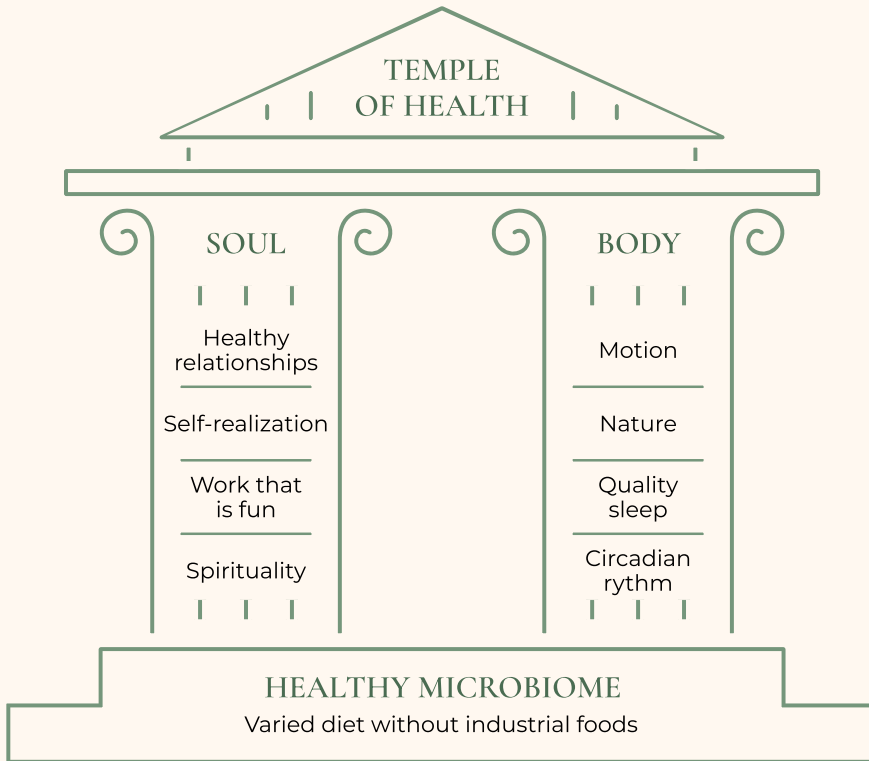 TEMPLE
OF HEALTH
SOUL
Healthy
relationships
Self-realization
Work that
is fun
Spirituality
BODY
Motion
Nature
Quality
sleep
Circadian
rythm
HEALTHY MICROBIOME
Varied diet without industrial foods